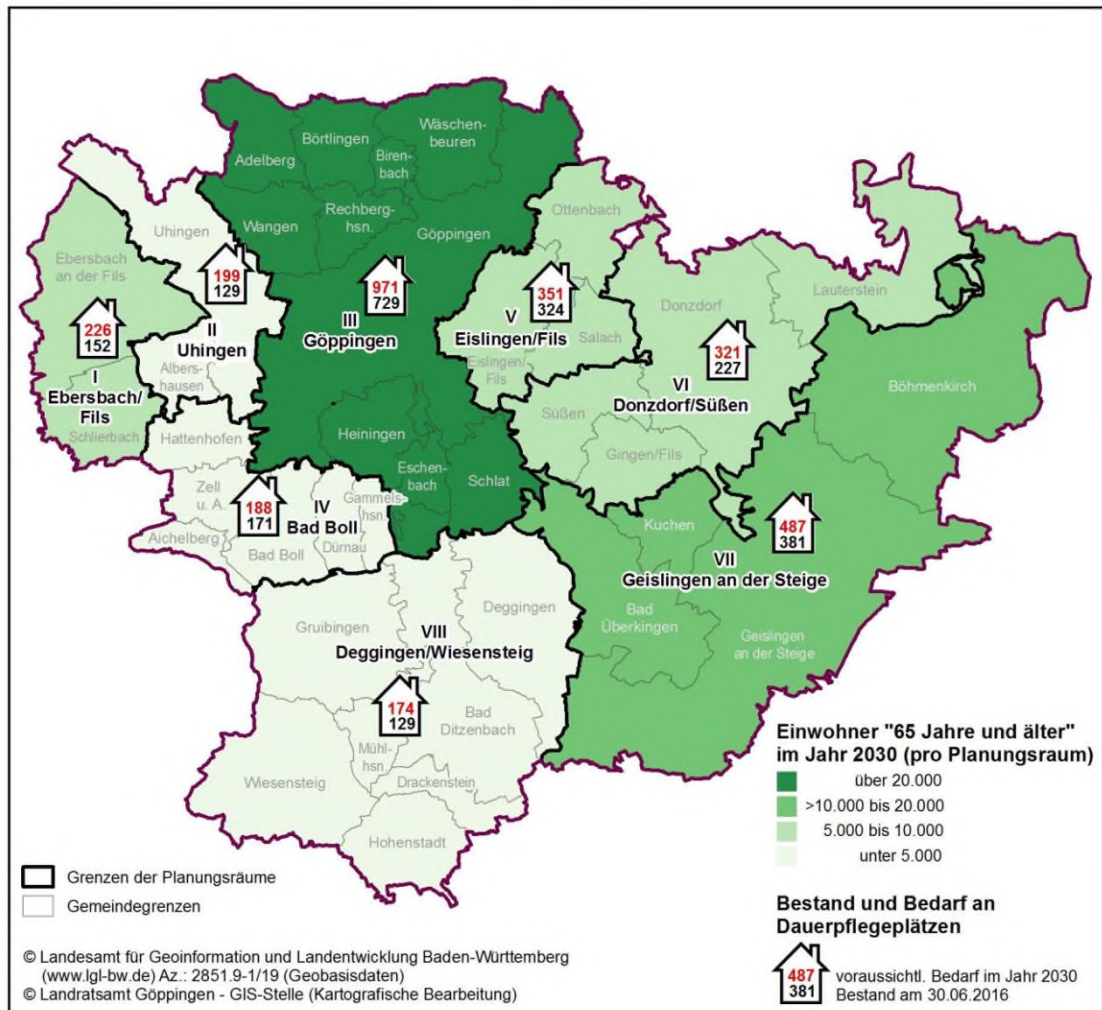 Wäschen-
beuren
Börtlingen
Biren-
bach
Adelberg
Rechberg-
hsn.
Wangen
Göppingen
Ottenbach
Uhingen
Ebersbach
an der Fils
199
129
971
729
351
324
Donzdorf
Lauterstein
226
152
II
Uhingen
III
Göppingen
V
Eislingen/Fils
Salach
Eislingen/
Fils
321
227
Böhmenkirch
Albers-
hausen
I
Ebersbach/
Fils
Schlierbach
VI
Donzdorf/Süßen
Süßen
Gingen/Fils
Hattenhofen
Heiningen
Eschen-
bach
Schlat
Zell
u. A.
188
171
IV
Bad Boll
Gammels-
hsn.
Aichelberg
Bad Boll
Dürnau
Kuchen
487
381
VII
Geislingen an der Steige
Bad
Überkingen
Geislingen
an der Steige
Deggingen
Gruibingen
VIII
Deggingen/Wiesensteig
174
129
Bad
Ditzenbach
Mühl-
hsn.
Wiesensteig
Drackenstein
Hohenstadt
Einwohner "65 Jahre und älter"
im Jahr 2030 (pro Planungsraum)
über 20.000
>10.000 bis 20.000
5.000 bis 10.000
unter 5.000
Grenzen der Planungsräume
Gemeindegrenzen
Bestand und Bedarf an
Dauerpflegeplätzen
487 voraussichtl. Bedarf im Jahr 2030
381 Bestand am 30.06.2016
© Landesamt für Geoinformation und Landentwicklung Baden-Württemberg
(www.lgl-bw.de) Az.: 2851.9-1/19 (Geobasisdaten)
© Landratsamt Göppingen - GIS-Stelle (Kartografische Bearbeitung)